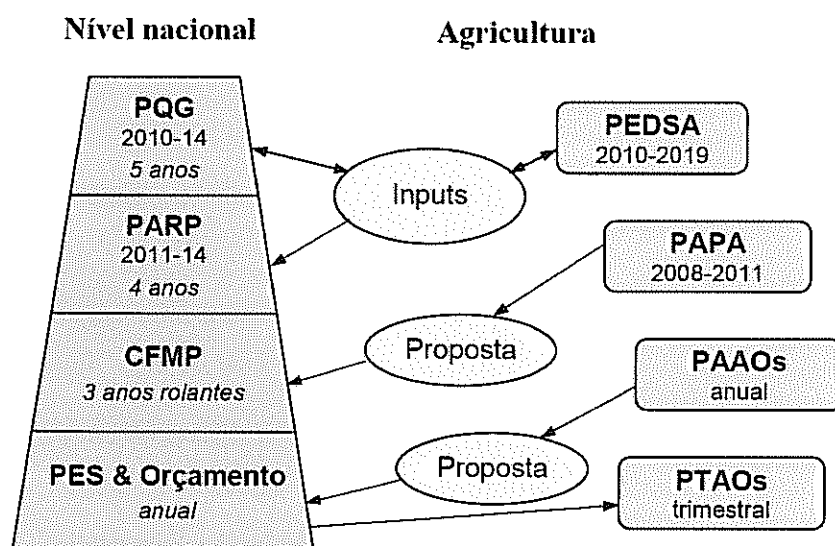 Nível nacional
Agricultura
PQG
2010-14
5 anos
PARP
2011-14
4 anos
CFMP
3 anos rolantes
PES & Orçamento
anual
Inputs
Proposta
Proposta
PEDSA
2010-2019
PAPA
2008-2011
PAAOs
anual
PTAOs
trimestral